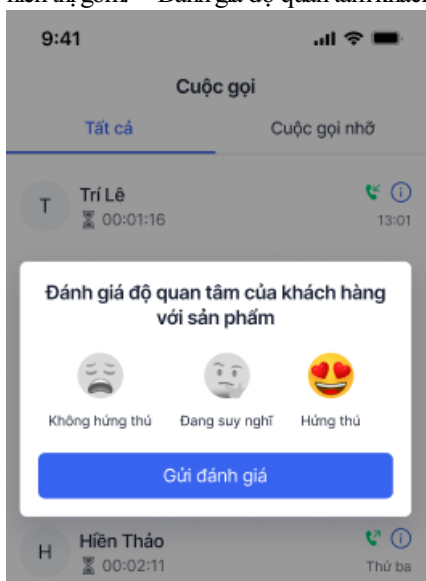 9:41
Cuộc gọi
Tất cả
Cuộc gọi nhỡ
T
Trí Lê
00:01:16
13:01
Đánh giá độ quan tâm của khách hàng
với sản phẩm
Không hứng thú
Đang suy nghĩ
Hứng thú
Gửi đánh giá
H
Hiền Thảo
00:02:11
Thứ ba